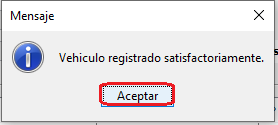 Mensaje
Vehiculo registrado satisfactoriamente.
Aceptar